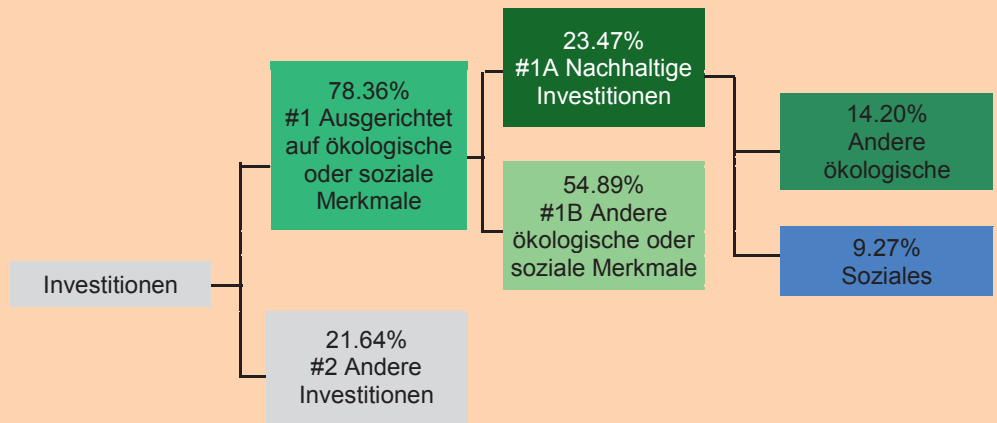 Investitionen
78.36%
#1 Ausgerichtet
auf ökologische
oder soziale
Merkmale
21.64%
#2 Andere
Investitionen
23.47%
#1A Nachhaltige
Investitionen
54.89%
#1B Andere
ökologische oder
soziale Merkmale
14.20%
Andere
ökologische
9.27%
Soziales